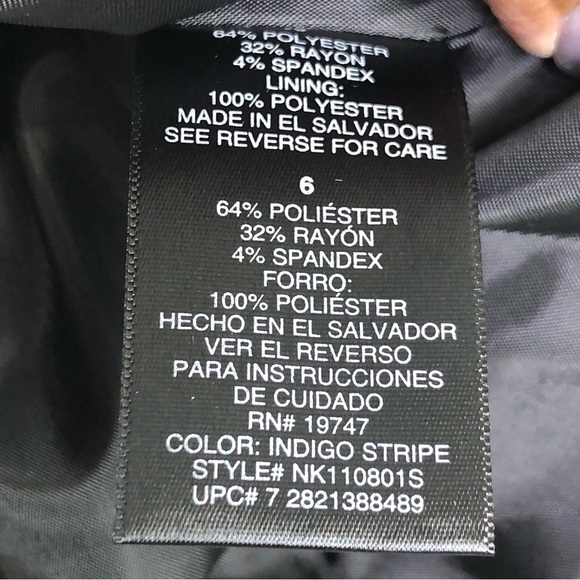 64% POLYESTER
32% RAYON
4% SPANDEX
LINING:
100% POLYESTER
MADE IN EL SALVADOR
SEE REVERSE FOR CARE
6
64% POLIÉSTER
32% RAYÓN
4% SPANDEX
FORRO:
100% POLIÉSTER
HECHO EN EL SALVADOR
VER EL REVERSO
PARA INSTRUCCIONES
DE CUIDADO
RN# 19747
COLOR: INDIGO STRIPE
STYLE# NK110801S
UPC# 7 2821388489